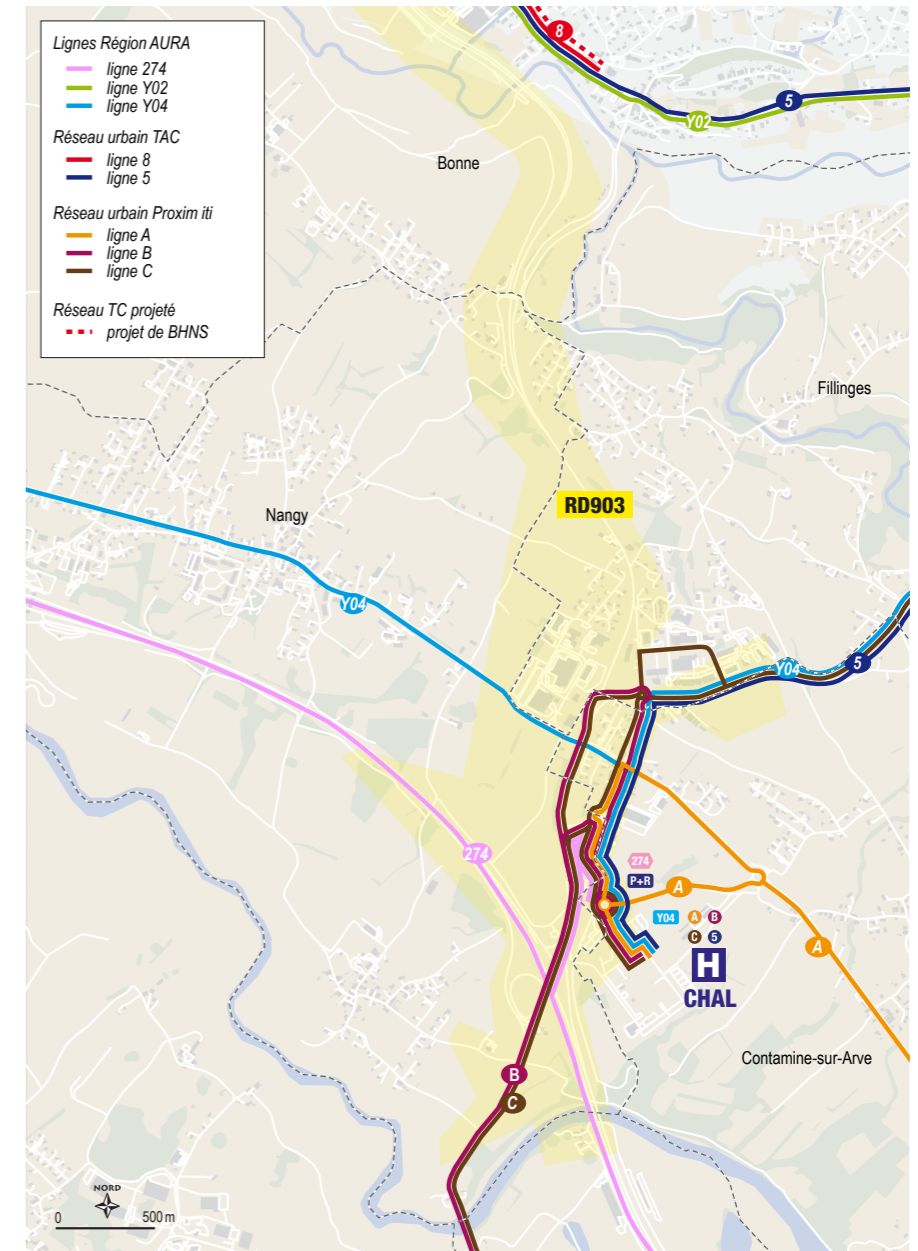 Lignes Région AURA
ligne 274
ligne Y02
ligne Y04
Réseau urbain TAC
ligne 8
ligne 5
Réseau urbain Proxim iti
ligne A
ligne B
ligne C
Réseau TC projeté
projet de BHNS
8
5
Y02
Bonne
Fillinges
RD903
Nangy
Y04
Y04
5
274
274
P+R
A
Y04 A B
C 5
H
CHAL
A
Contamine-sur-Arve
B
C
NORD
0 500 m